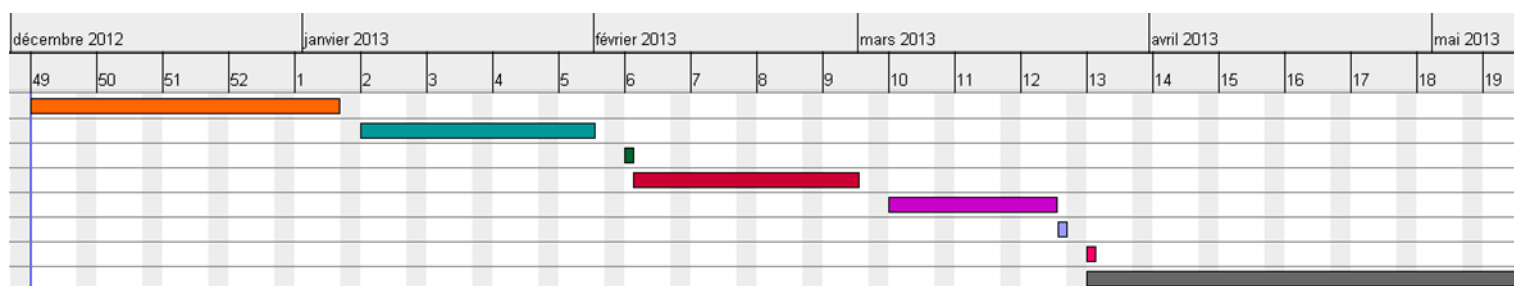 décembre 2012 janvier 2013 février 2013 mars 2013 avril 2013 mai 2013
49 50 51 52 1 2 3 4 5 6 7 8 9 10 11 12 13 14 15 16 17 18 19